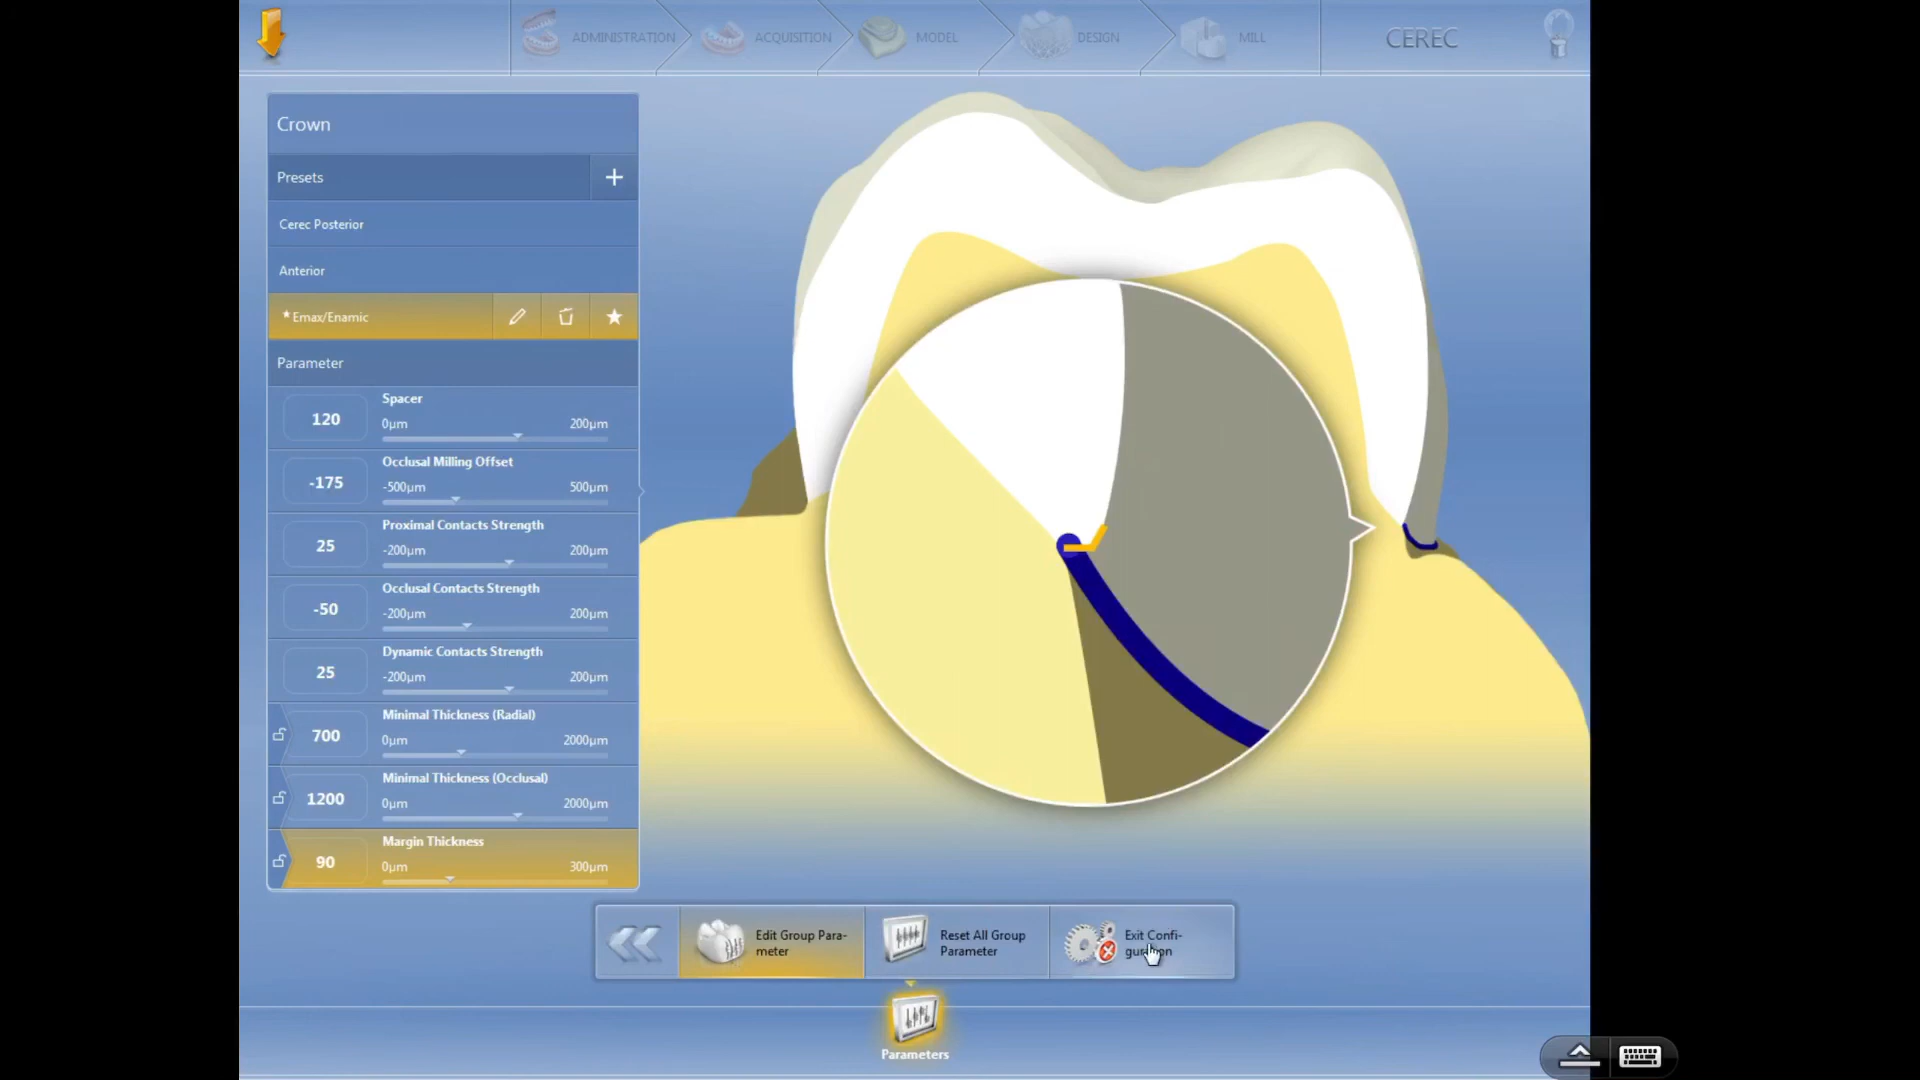 ADMINISTRATION
ACQUISITION
MODEL
DESIGN
MILL
CEREC
Crown
Presets
+
Cerec Posterior
Anterior
* Emax/Enamic
Parameter
120
Spacer
0µm
200µm
-175
Occlusal Milling Offset
-500µm
500µm
25
Proximal Contacts Strength
-200µm
200µm
-50
Occlusal Contacts Strength
-200µm
200µm
25
Dynamic Contacts Strength
-200µm
200µm
700
Minimal Thickness (Radial)
0µm
2000µm
1200
Minimal Thickness (Occlusal)
0µm
2000µm
90
Margin Thickness
0µm
300µm
Edit Group Para-
meter
Reset All Group
Parameter
Exit Confi-
guration
Parameters